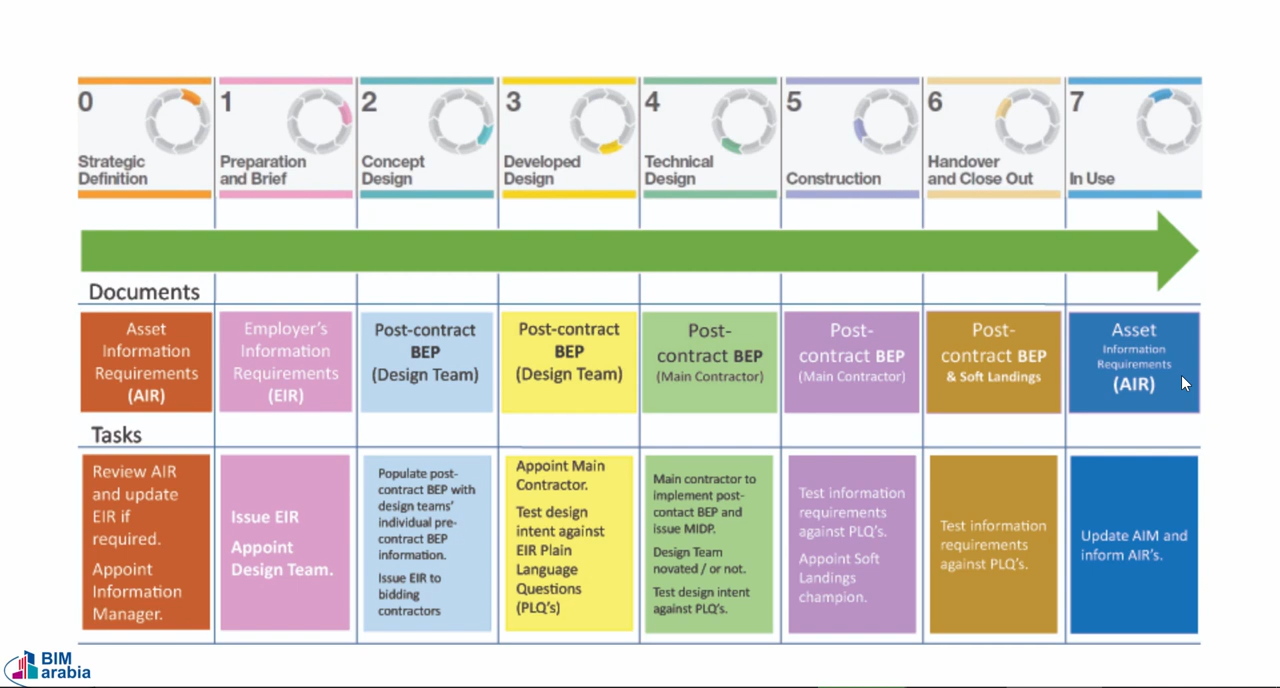 0
Strategic
Definition
1
Preparation
and Brief
2
Concept
Design
3
Developed
Design
4
Technical
Design
5
Construction
6
Handover
and Close Out
7
In Use
Documents
Asset
Information
Requirements
(AIR)
Employer's
Information
Requirements
(EIR)
Post-contract
BEP
(Design Team)
Post-contract
BEP
(Design Team)
Post-
contract BEP
(Main Contractor)
Post-
contract BEP
(Main Contractor)
Post-
contract BEP
& Soft Landings
Asset
Information
Requirements
(AIR)
Tasks
Review AIR
and update
EIR if
required.
Appoint
Information
Manager.
Issue EIR
Appoint
Design Team.
Populate post-
contract BEP with
design teams'
individual pre-
contract BEP
information.
Issue EIR to
bidding
contractors
Appoint Main
Contractor.
Test design
intent against
EIR Plain
Language
Questions
(PLQ's)
Main contractor to
implement post-
contact BEP and
issue MIDP.
Design Team
novated / or not.
Test design intent
against PLQ's.
Test information
requirements
against PLQ's.
Appoint Soft
Landings
champion.
Test information
requirements
against PLQ's.
Update AIM and
inform AIR's.
BIM
arabia